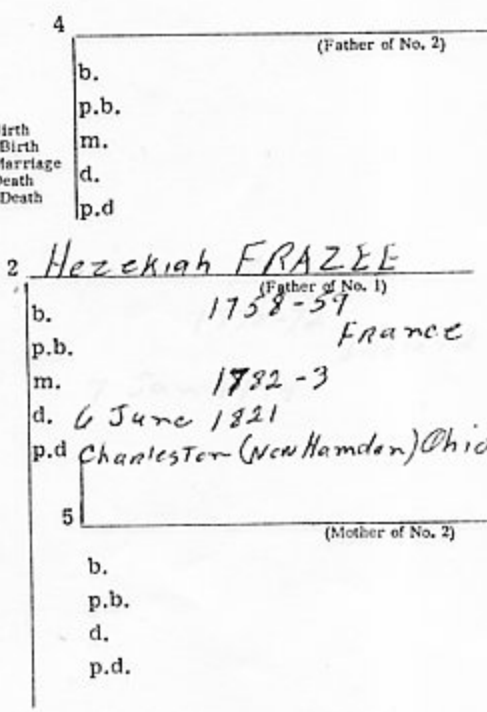 4
(Father of No. 2)
b.
p.b.
irth
Birth
m.
Marriage
Death
d.
Death
p.d
2 Hezekiah FRAZEE
(Father of No. 1)
b. 1758-59
France
p.b.
m. 1782-3
d. 6 June 1821
p.d Charleston (New Hamden) Ohio
5
(Mother of No. 2)
b.
p.b.
d.
p.d.